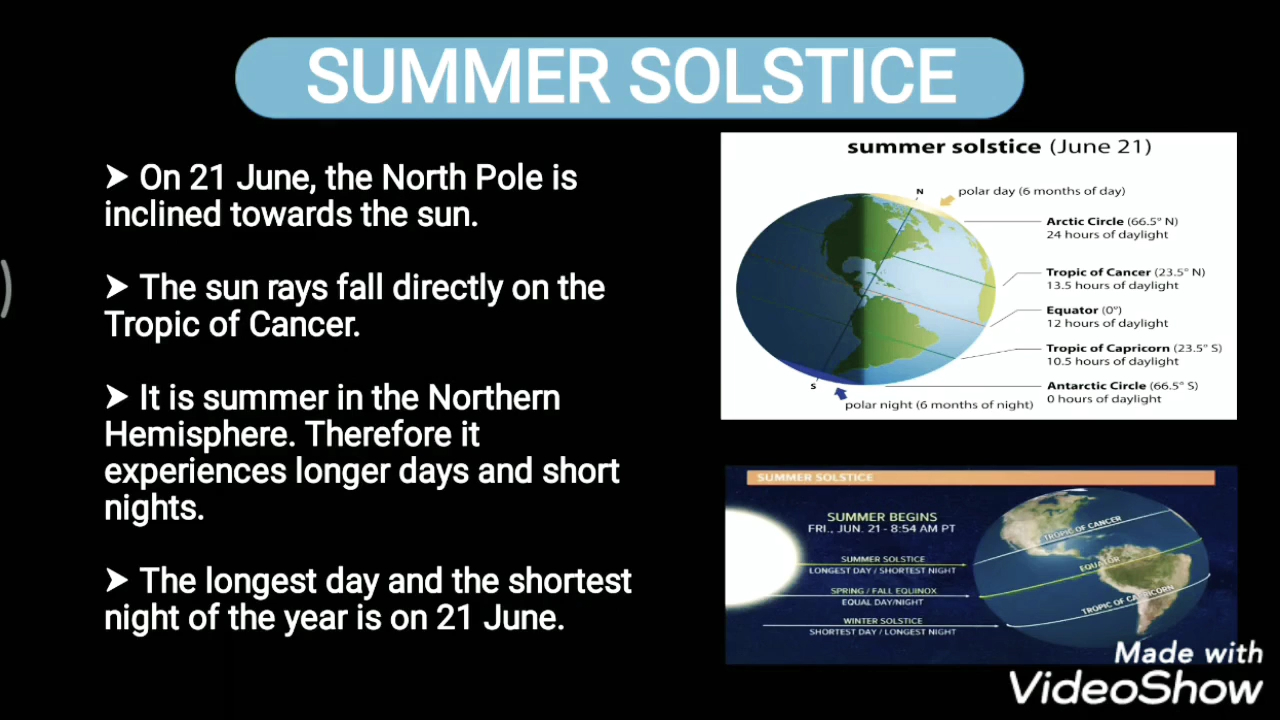 SUMMER SOLSTICE
➤ On 21 June, the North Pole is
inclined towards the sun.
➤ The sun rays fall directly on the
Tropic of Cancer.
➤ It is summer in the Northern
Hemisphere. Therefore it
experiences longer days and short
nights.
➤ The longest day and the shortest
night of the year is on 21 June.
summer solstice (June 21)
N
polar day (6 months of day)
Arctic Circle (66.5° N)
24 hours of daylight
Tropic of Cancer (23.5° N)
13.5 hours of daylight
Equator (0°)
12 hours of daylight
Tropic of Capricorn (23.5° S)
10.5 hours of daylight
Antarctic Circle (66.5° S)
0 hours of daylight
S
polar night (6 months of night)
SUMMER SOLSTICE
SUMMER BEGINS
FRI., JUN. 21 - 8:54 AM PT
SUMMER SOLSTICE
LONGEST DAY / SHORTEST NIGHT
SPRING / FALL EQUINOX
EQUAL DAY/NIGHT
WINTER SOLSTICE
SHORTEST DAY / LONGEST NIGHT
TROPIC OF CANCER
EQUATOR
TROPIC OF CAPRICORN
Made with
VideoShow